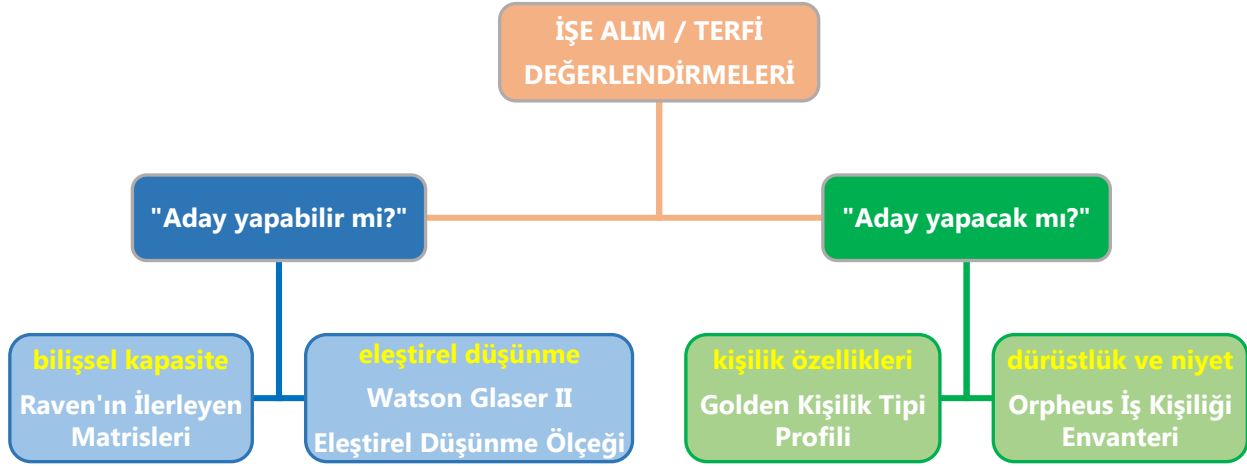 İŞE ALIM / TERFİ
DEĞERLENDİRMELERİ
"Aday yapabilir mi?"
"Aday yapacak mı?"
bilişsel kapasite
Raven'ın İlerleyen
Matrisleri
eleştirel düşünme
Watson Glaser II
Eleştirel Düşünme Ölçeği
kişilik özellikleri
Golden Kişilik Tipi
Profili
dürüstlük ve niyet
Orpheus İş Kişiliği
Envanteri